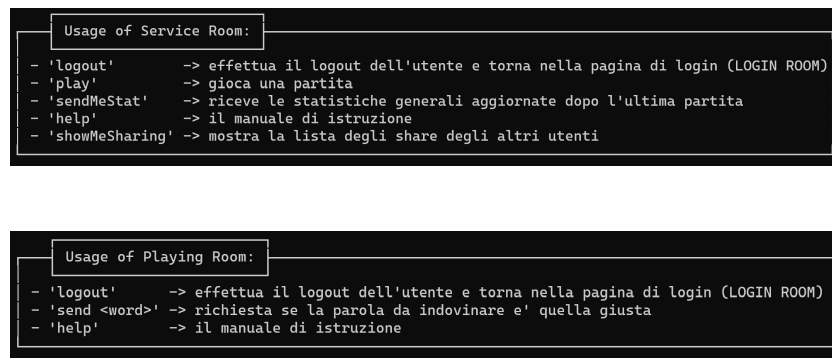 Usage of Service Room:
- 'logout' -> effettua il logout dell'utente e torna nella pagina di login (LOGIN ROOM)
- 'play' -> gioca una partita
- 'sendMeStat' -> riceve le statistiche generali aggiornate dopo l'ultima partita
- 'help' -> il manuale di istruzione
- 'showMeSharing' -> mostra la lista degli share degli altri utenti
Usage of Playing Room:
- 'logout' -> effettua il logout dell'utente e torna nella pagina di login (LOGIN ROOM)
- 'send <word>' -> richiesta se la parola da indovinare e' quella giusta
- 'help' -> il manuale di istruzione